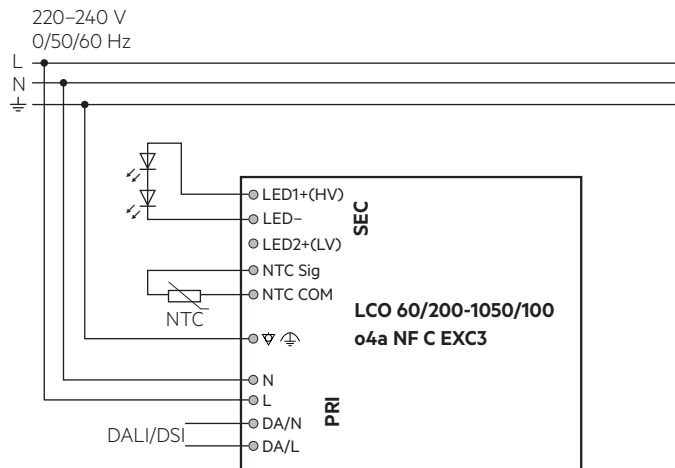 220–240 V
0/50/60 Hz
L
N
LED1+(HV)
LED–
SEC
LED2+(LV)
NTC Sig
NTC COM
NTC
LCO 60/200-1050/100
o4a NF C EXC3
N
L
PRI
DA/N
DALI/DSI
DA/L